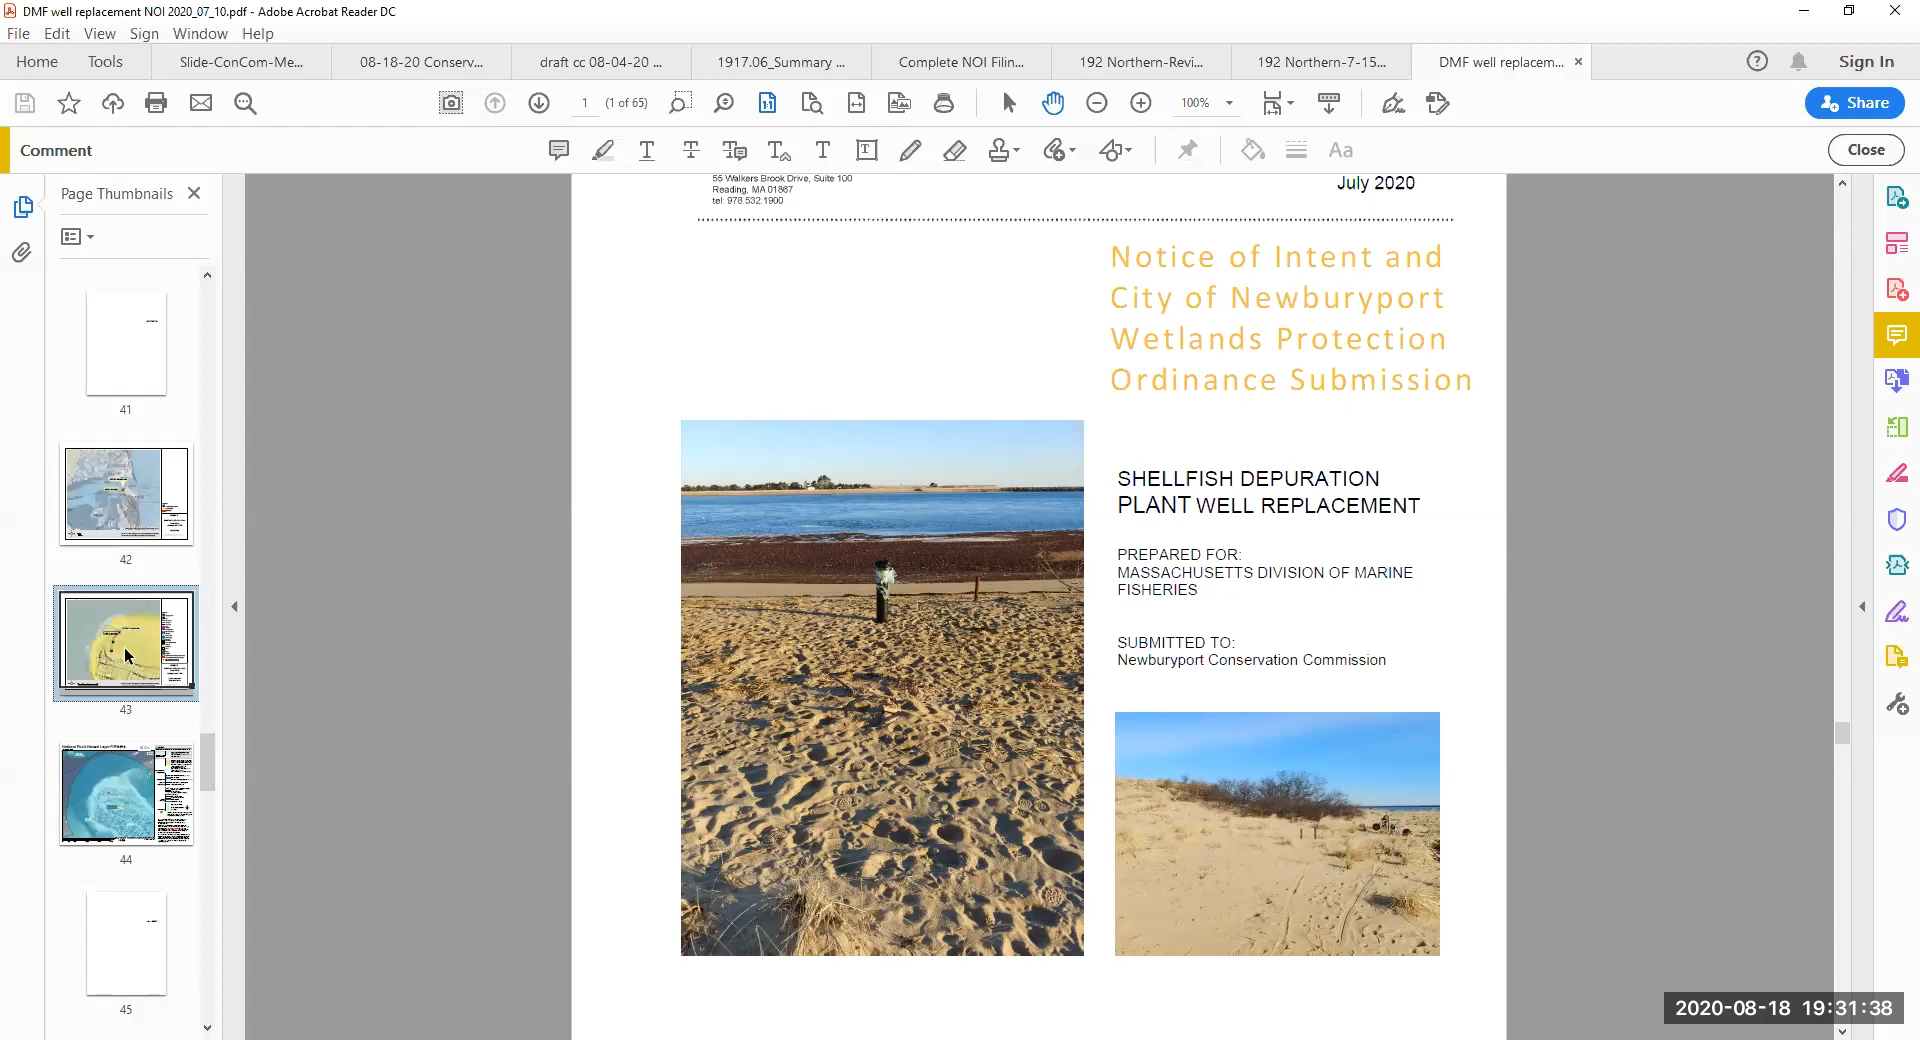 DMF well replacement NOI 2020_07_10.pdf - Adobe Acrobat Reader DC
File Edit View Sign Window Help
Home Tools Slide-ConCom-Me... 08-18-20 Conserv... draft cc 08-04-20 ... 1917.06_Summary ... Complete NOI Filin... 192 Northern-Revi... 192 Northern-7-15... DMF well replacem... Sign In
1 (1 of 65) 100% Share
Comment Aa Close
Page Thumbnails
41
42
43
44
45
55 Walkers Brook Drive, Suite 100
Reading, MA 01867
tel: 978.532.1900
July 2020
Notice of Intent and
City of Newburyport
Wetlands Protection
Ordinance Submission
SHELLFISH DEPURATION
PLANT WELL REPLACEMENT
PREPARED FOR:
MASSACHUSETTS DIVISION OF MARINE
FISHERIES
SUBMITTED TO:
Newburyport Conservation Commission
2020-08-18 19:31:38